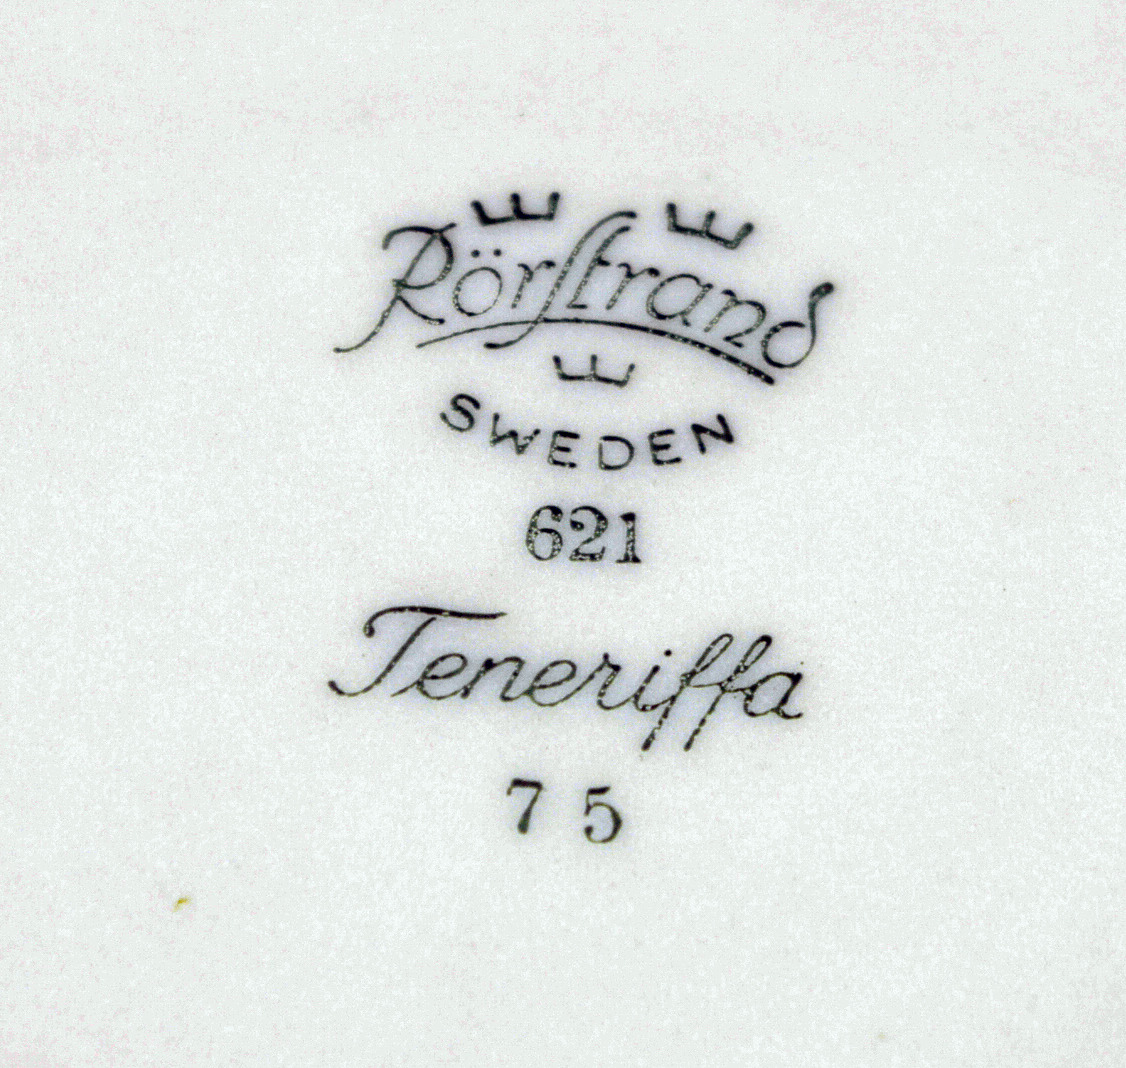 Rörstrand
SWEDEN
621
Teneriffa
7 5